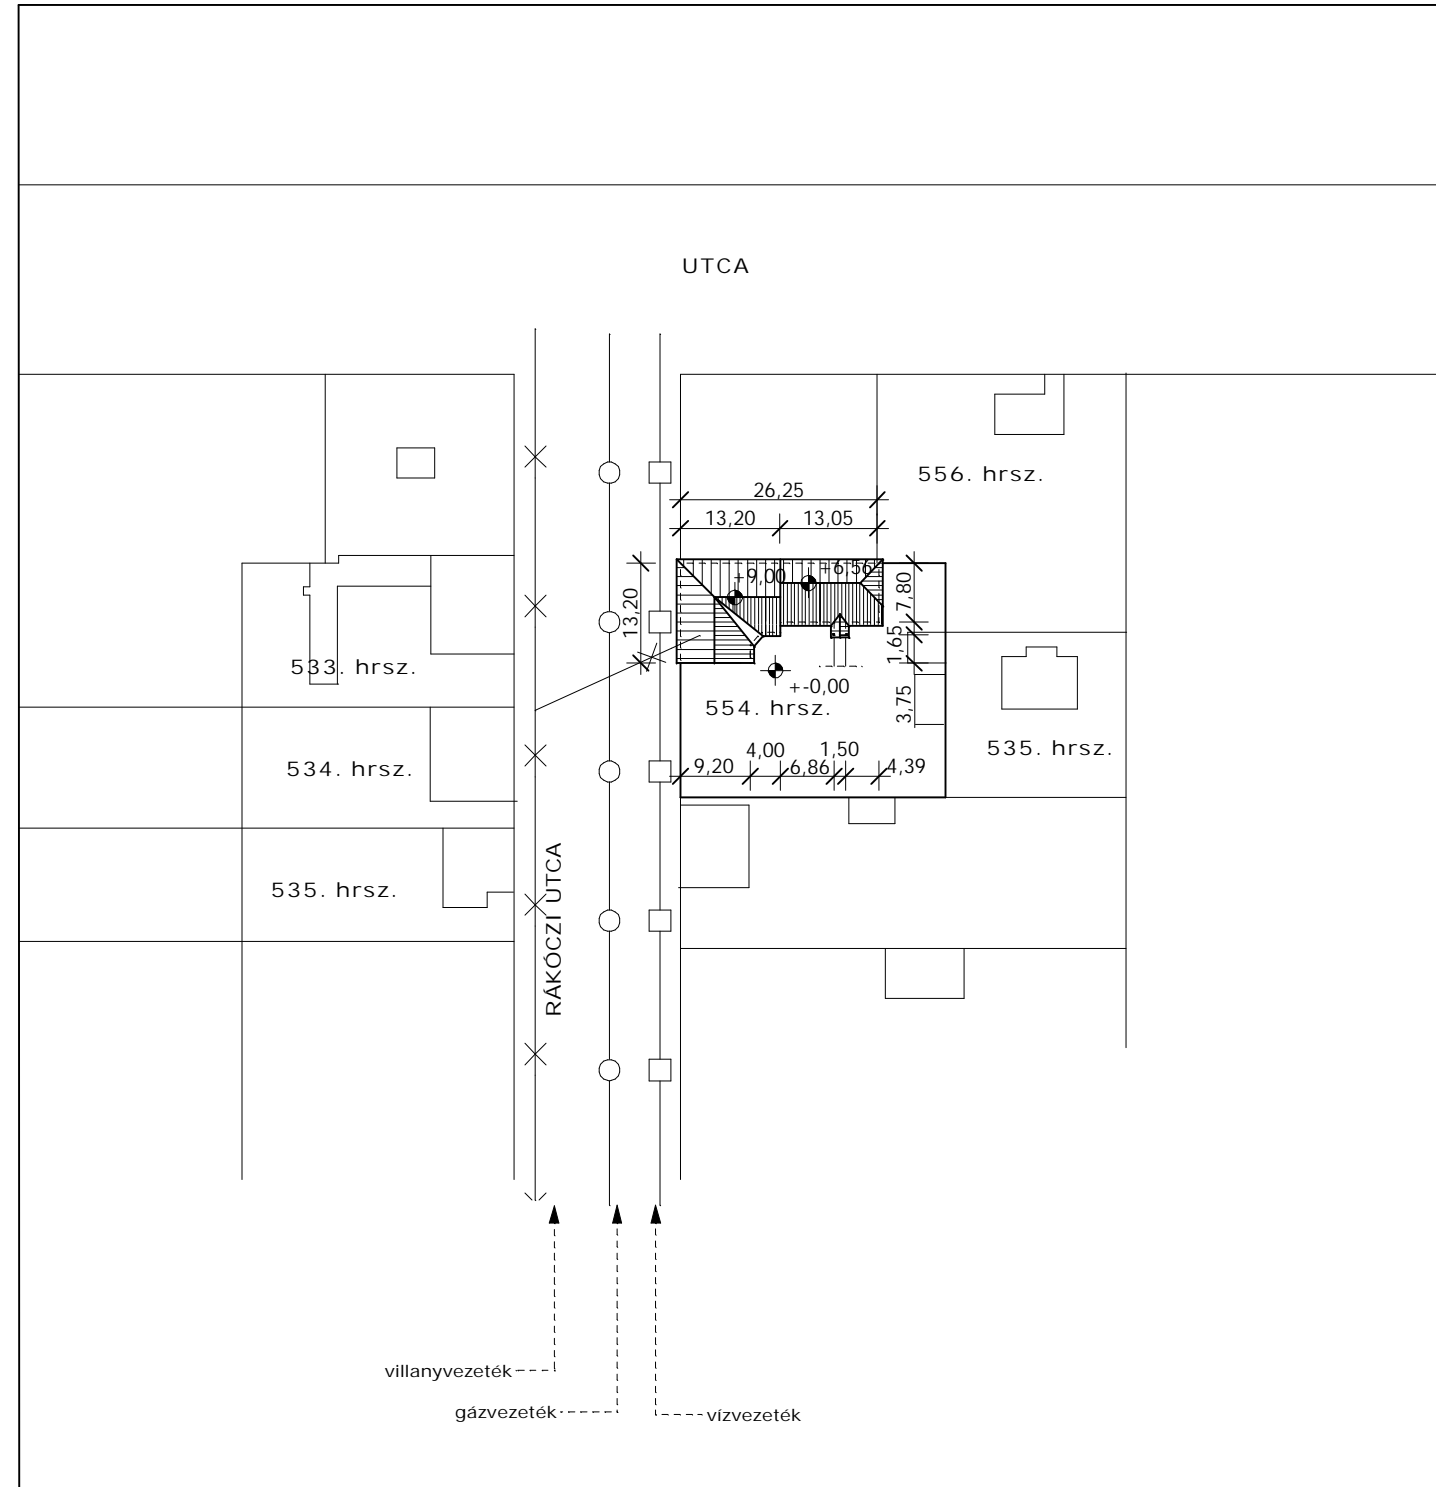 UTCA
556. hrsz.
26,25
13,20
13,05
+9,00
+6,56
13,20
7,80
1,65
3,75
+-0,00
554. hrsz.
533. hrsz.
534. hrsz.
535. hrsz.
535. hrsz.
9,20
4,00
6,86
1,50
4,39
RÁKÓCZI UTCA
villanyvezeték
gázvezeték
vízvezeték